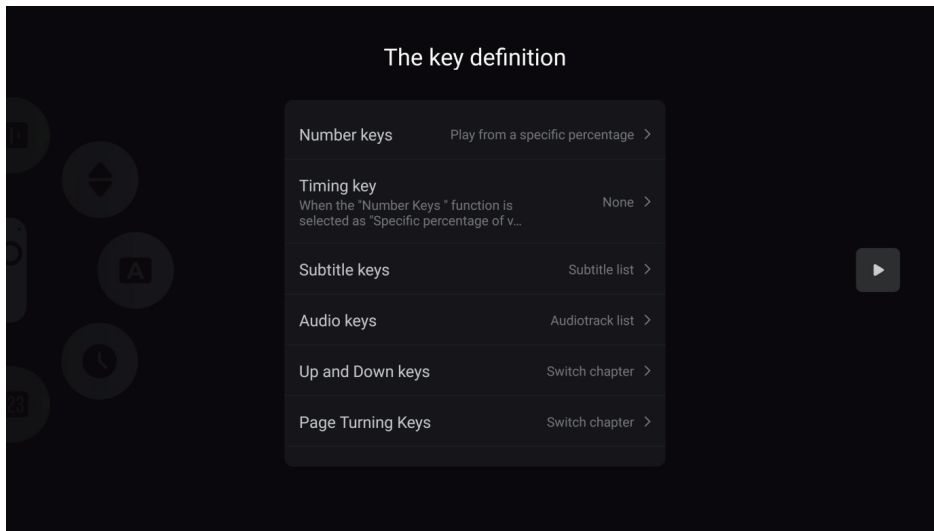 The key definition
Number keys Play from a specific percentage
Timing key
When the "Number Keys " function is
selected as "Specific percentage of v...
None
Subtitle keys Subtitle list
A
Audio keys Audiotrack list
Up and Down keys Switch chapter
Page Turning Keys Switch chapter
23